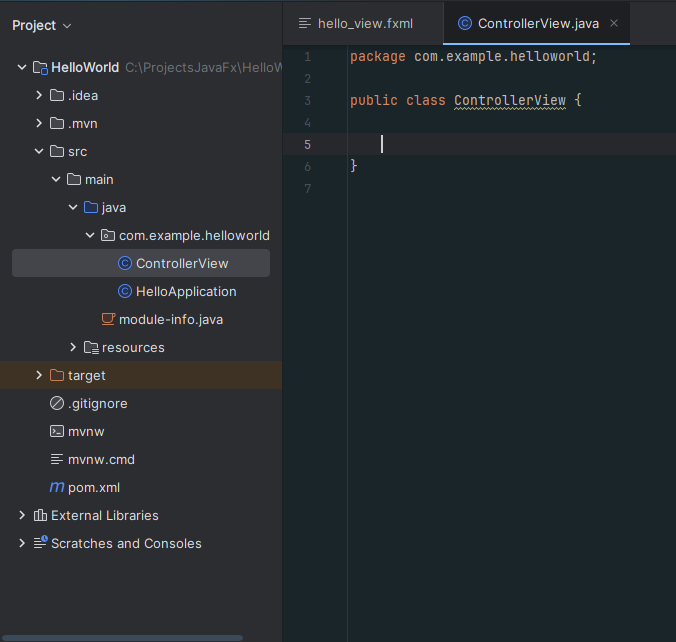 Project
hello_view.fxml
ControllerView.java
HelloWorld C:\ProjectsJavaFx\HelloW
.idea
.mvn
src
main
java
com.example.helloworld
ControllerView
HelloApplication
module-info.java
resources
target
.gitignore
mvnw
mvnw.cmd
m pom.xml
External Libraries
Scratches and Consoles
1 package com.example.helloworld;
2
3 public class ControllerView {
4
5
6 }
7